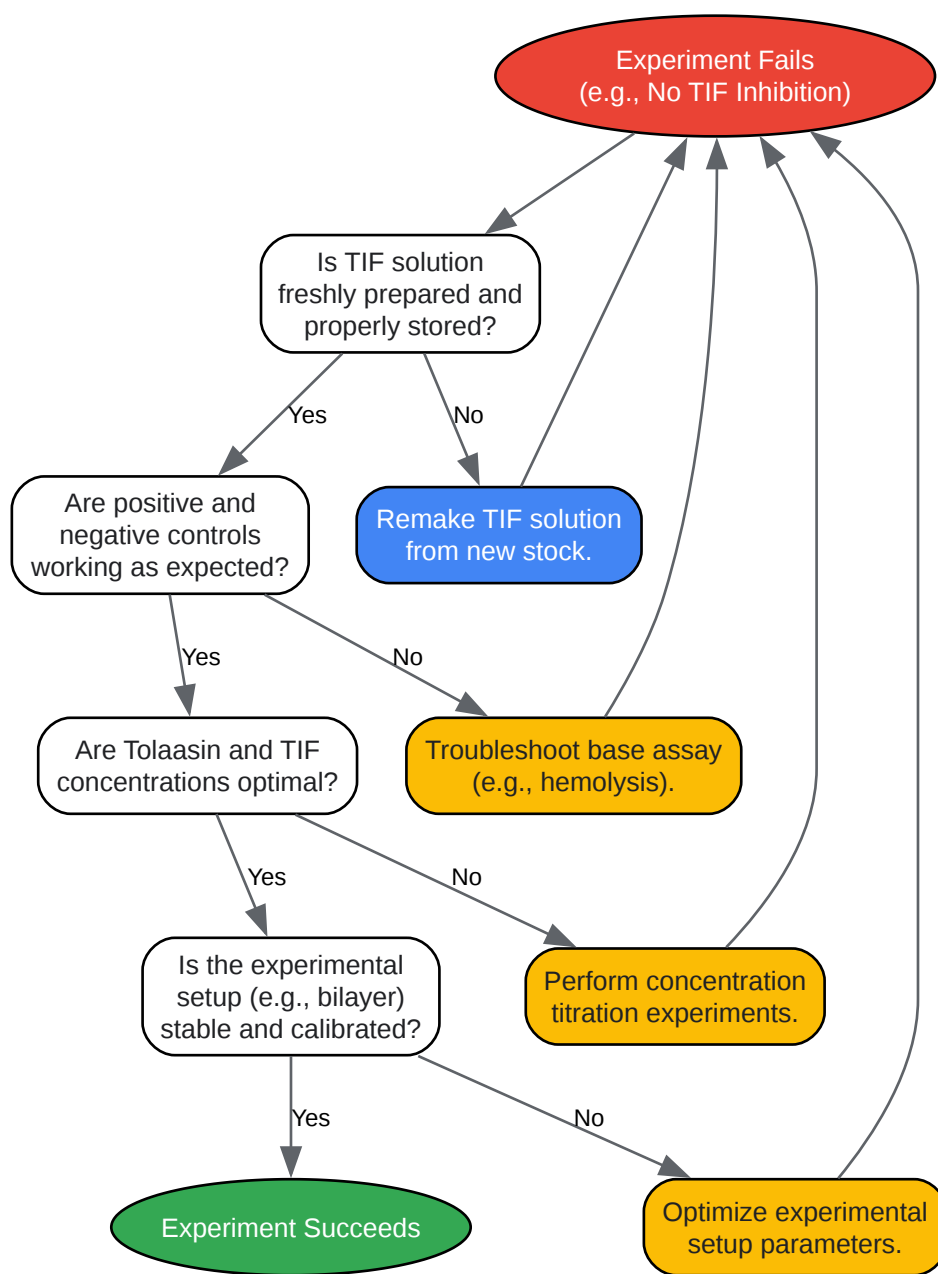 Experiment Fails
(e.g., No TIF Inhibition)
Is TIF solution
freshly prepared and
properly stored?
Yes
No
Are positive and
negative controls
working as expected?
Remake TIF solution
from new stock.
Yes
No
Are Tolaasin and TIF
concentrations optimal?
Troubleshoot base assay
(e.g., hemolysis).
Yes
No
Is the experimental
setup (e.g., bilayer)
stable and calibrated?
Perform concentration
titration experiments.
Yes
No
Experiment Succeeds
Optimize experimental
setup parameters.